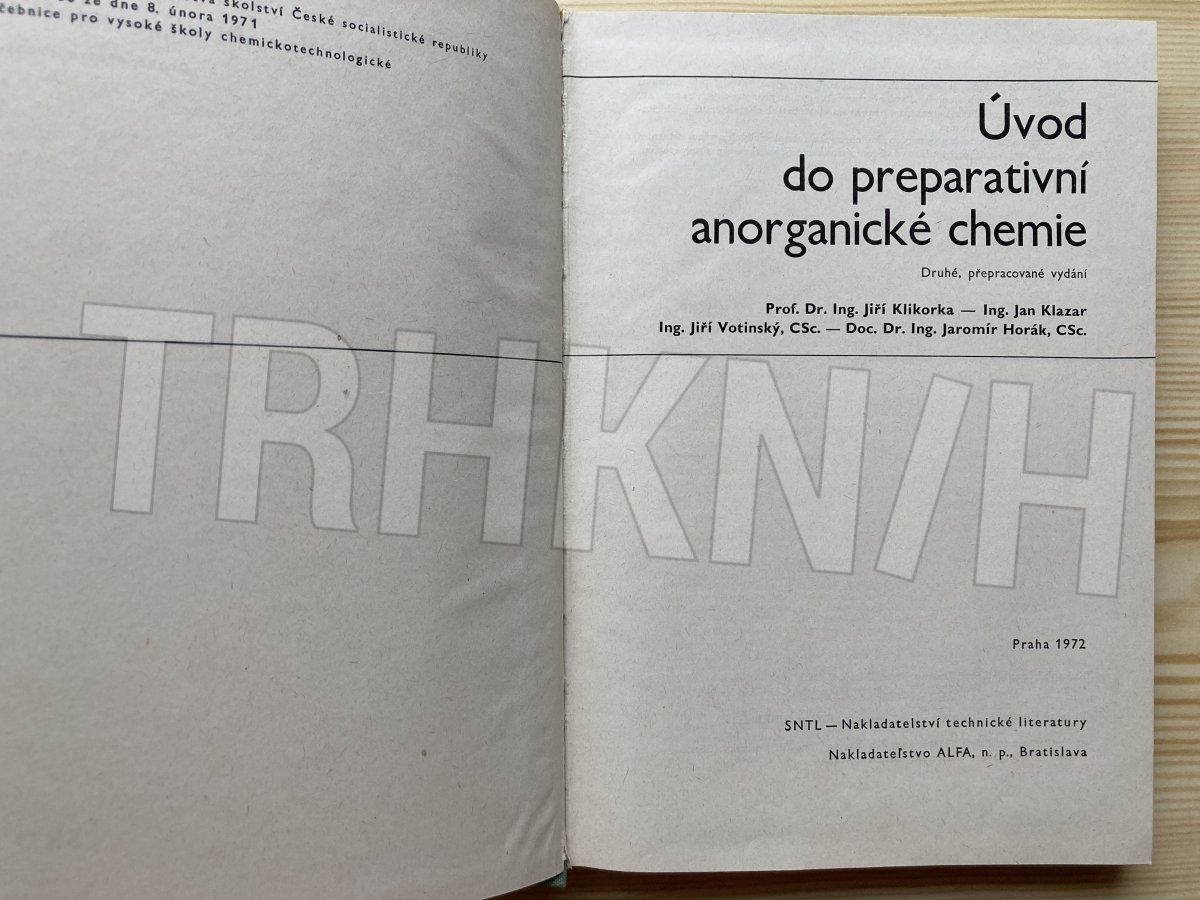 školství České socialistické republiky
ze dne 8. února 1971
pro vysoké školy chemickotechnologické
Úvod
do preparativní
anorganické chemie
Druhé, přepracované vydání
Prof. Dr. Ing. Jiří Klikorka — Ing. Jan Klazar
Ing. Jiří Votinský, CSc. — Doc. Dr. Ing. Jaromír Horák, CSc.
TRHKN/H
Praha 1972
SNTL — Nakladatelství technické literatury
Nakladateľstvo ALFA, n. p., Bratislava